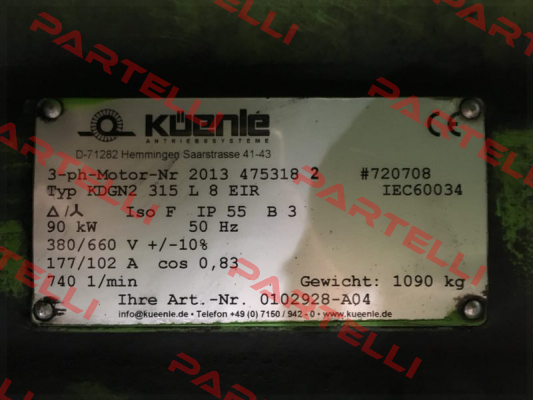 PARTELLI
PARTELLI
PARTELLI
KÜENLE
ANTRIEBSSYSTEME
D-71282 Hemmingen Saarstrasse 41-43
CE
3-ph-Motor-Nr 2013 475318 2 #720708
Typ KDGN2 315 L 8 EIR IEC60034
Δ/⅄ Iso F IP 55 B 3
90 kW 50 Hz
380/660 V +/-10%
177/102 A cos 0,83
740 1/min Gewicht: 1090 kg
Ihre Art.-Nr. 0102928-A04
info@kueenle.de • Telefon +49 (0) 7150 / 942 - 0 • www.kueenle.de
PARTELLI
PARTELLI